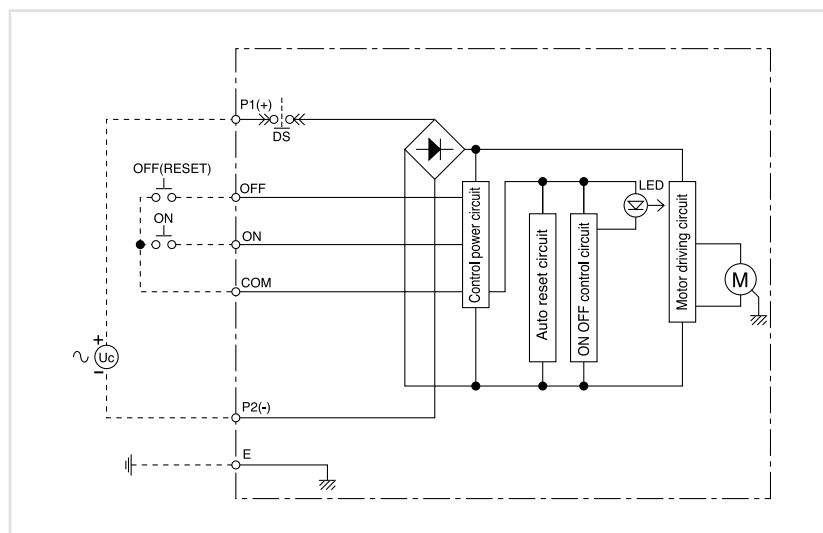 P1(+)
DS
OFF(RESET)
OFF
ON
ON
COM
Control power circuit
Auto reset circuit
ON OFF control circuit
LED
Motor driving circuit
M
+
Uc
−
P2(-)
E